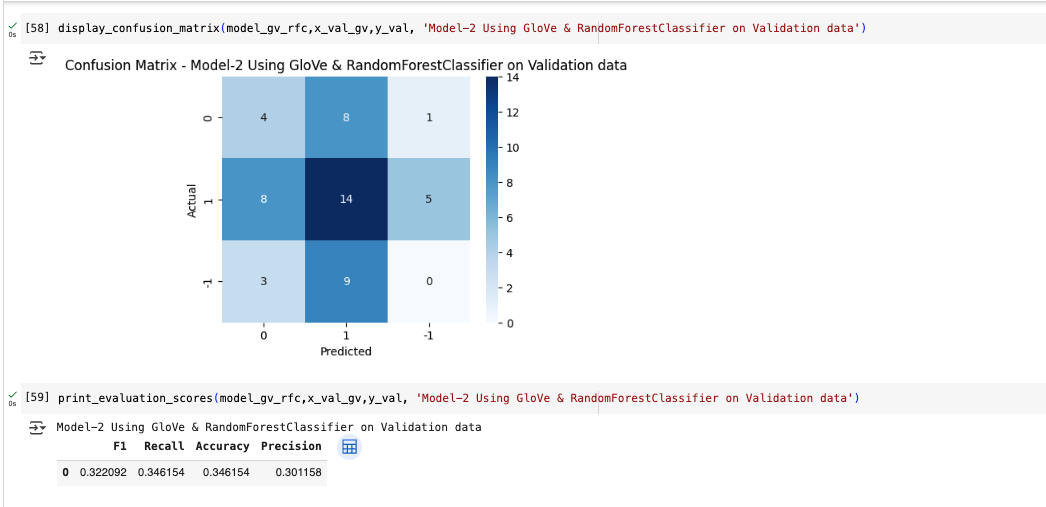 [58] display_confusion_matrix(model_gv_rfc,x_val_gv,y_val, 'Model-2 Using GloVe & RandomForestClassifier on Validation data')
0s
Confusion Matrix - Model-2 Using GloVe & RandomForestClassifier on Validation data
14
12
10
8
6
4
2
0
Actual
0 4 8 1
1 8 14 5
-1 3 9 0
0 1 -1
Predicted
[59] print_evaluation_scores(model_gv_rfc,x_val_gv,y_val, 'Model-2 Using GloVe & RandomForestClassifier on Validation data')
0s
Model-2 Using GloVe & RandomForestClassifier on Validation data
F1 Recall Accuracy Precision
0 0.322092 0.346154 0.346154 0.301158